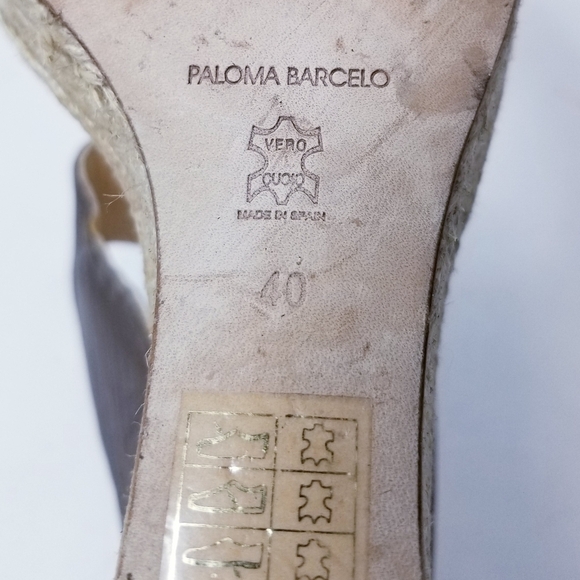 PALOMA BARCELO
VERO
CUOIO
MADE IN SPAIN
40